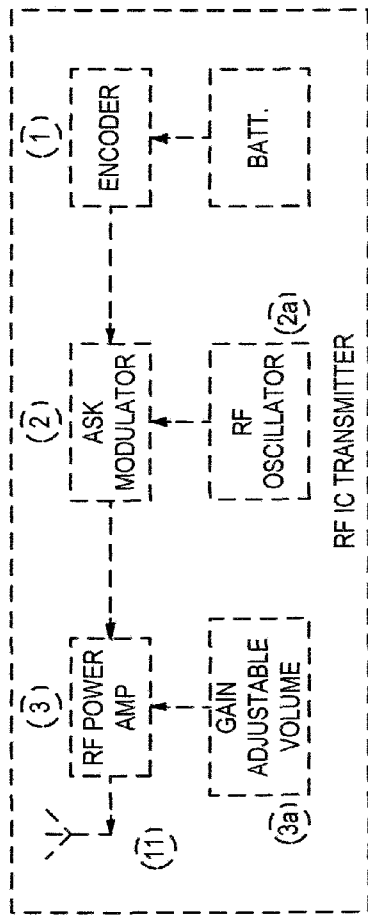 (1)
ENCODER
BATT.
(2)
ASK
MODULATOR
RF
OSCILLATOR
(2a)
(3)
RF POWER
AMP
GAIN
ADJUSTABLE
VOLUME
(3a)
(11)
RF IC TRANSMITTER